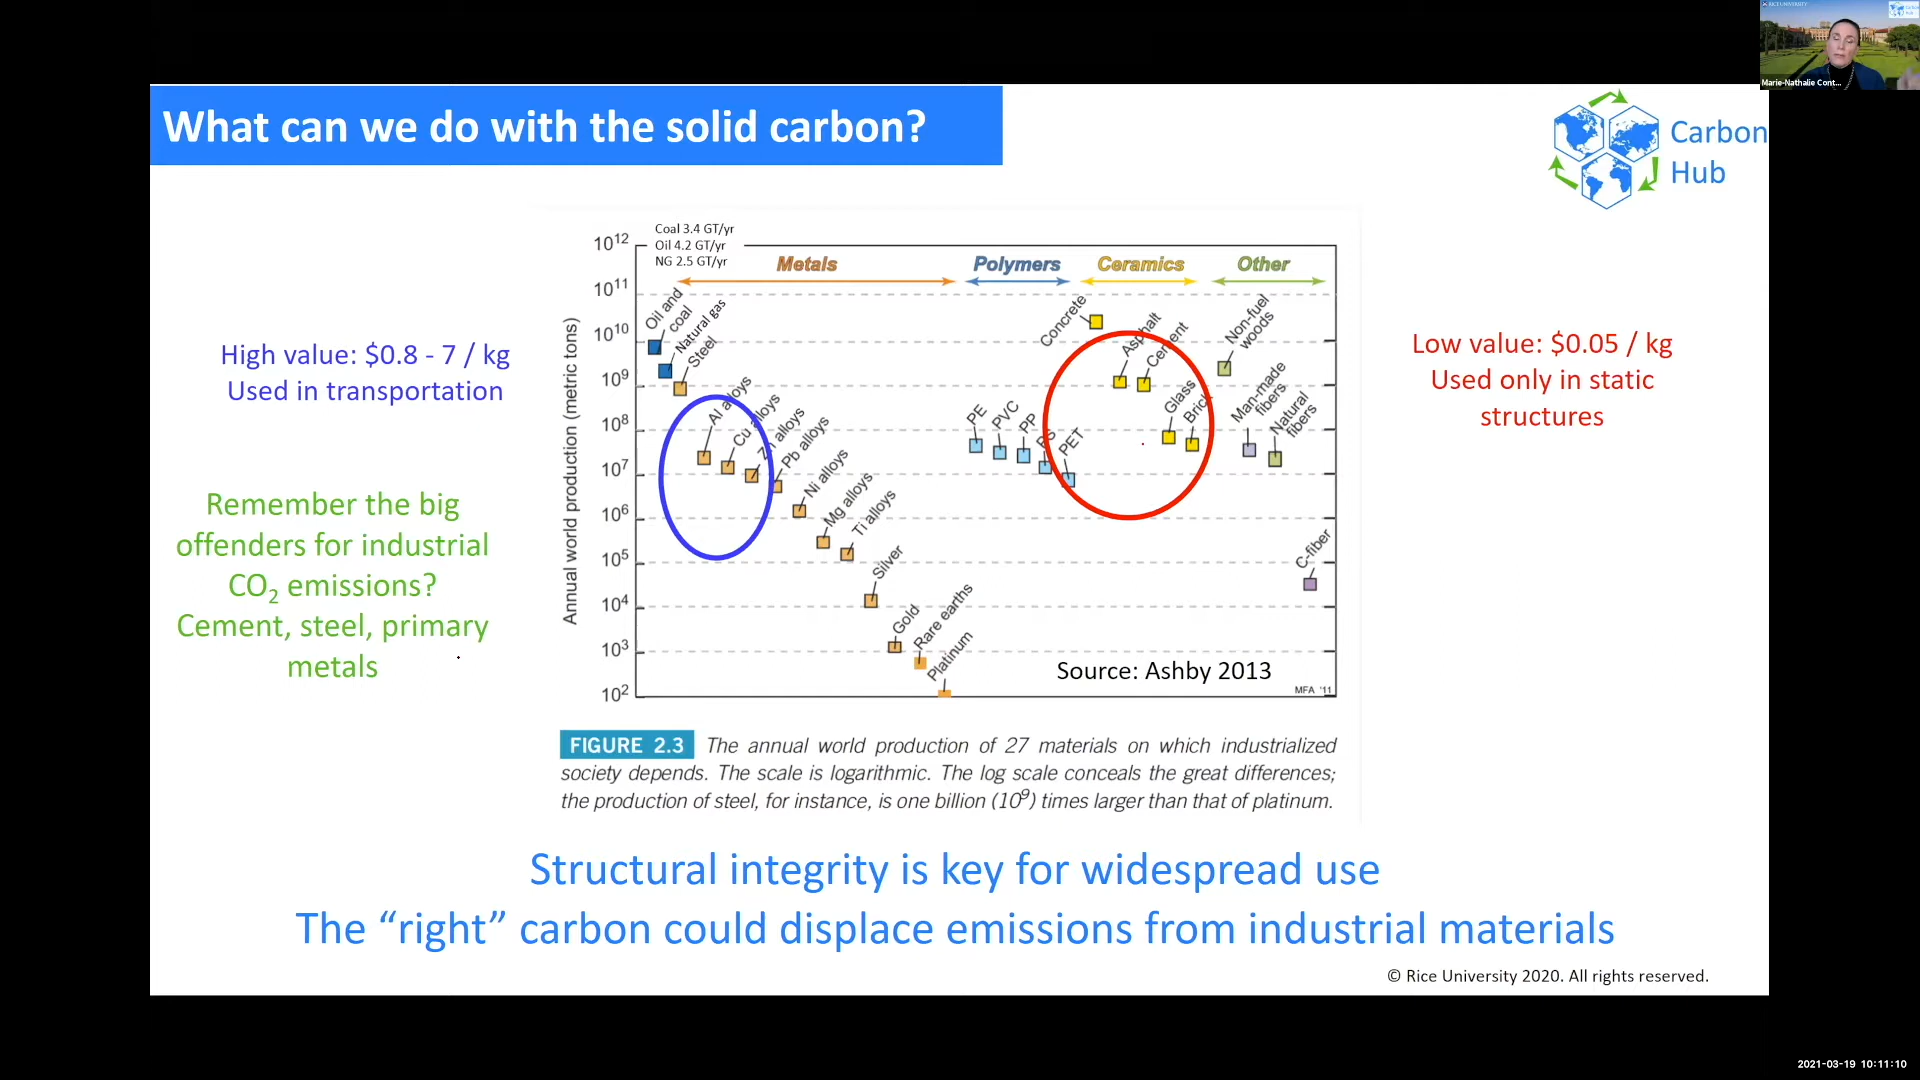 RICE UNIVERSITY
Marie-Nathalie Cont...
What can we do with the solid carbon?
Carbon
Hub
Coal 3.4 GT/yr
Oil 4.2 GT/yr
NG 2.5 GT/yr
Metals
Polymers
Ceramics
Other
Annual world production (metric tons)
10^12
10^11
10^10
10^9
10^8
10^7
10^6
10^5
10^4
10^3
10^2
Oil and
coal
Natural gas
Steel
Al alloys
Cu alloys
Zn alloys
Pb alloys
Ni alloys
Mg alloys
Ti alloys
Silver
Gold
Rare earths
Platinum
PE
PVC
PP
PS
PET
Concrete
Asphalt
Cement
Glass
Brick
Non-fuel
woods
Man-made
fibers
Natural
fibers
C-fiber
Source: Ashby 2013
MFA '11
High value: $0.8 - 7 / kg
Used in transportation
Remember the big
offenders for industrial
CO2 emissions?
Cement, steel, primary
metals
Low value: $0.05 / kg
Used only in static
structures
FIGURE 2.3 The annual world production of 27 materials on which industrialized
society depends. The scale is logarithmic. The log scale conceals the great differences;
the production of steel, for instance, is one billion (10^9) times larger than that of platinum.
Structural integrity is key for widespread use
The “right” carbon could displace emissions from industrial materials
© Rice University 2020. All rights reserved.
2021-03-19 10:11:10